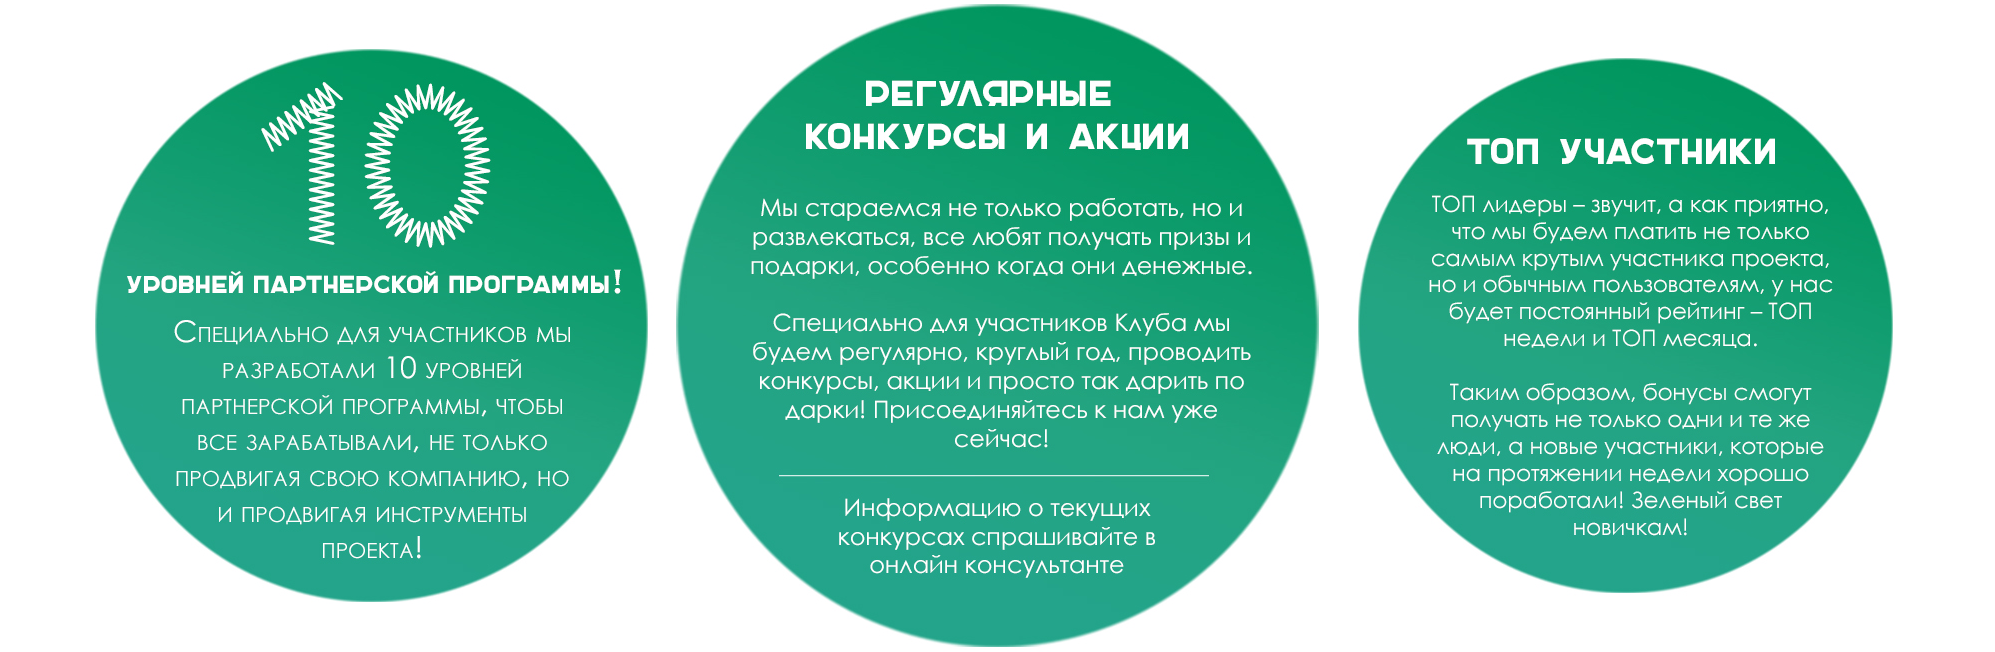 10
УРОВНЕЙ ПАРТНЕРСКОЙ ПРОГРАММЫ!
Специально для участников мы
разработали 10 уровней
партнерской программы, чтобы
все зарабатывали, не только
продвигая свою компанию, но
и продвигая инструменты
проекта!
РЕГУЛЯРНЫЕ
КОНКУРСЫ И АКЦИИ
Мы стараемся не только работать, но и
развлекаться, все любят получать призы и
подарки, особенно когда они денежные.
Специально для участников Клуба мы
будем регулярно, круглый год, проводить
конкурсы, акции и просто так дарить по
дарки! Присоединяйтесь к нам уже
сейчас!
Информацию о текущих
конкурсах спрашивайте в
онлайн консультанте
ТОП УЧАСТНИКИ
ТОП лидеры – звучит, а как приятно,
что мы будем платить не только
самым крутым участника проекта,
но и обычным пользователям, у нас
будет постоянный рейтинг – ТОП
недели и ТОП месяца.
Таким образом, бонусы смогут
получать не только одни и те же
люди, а новые участники, которые
на протяжении недели хорошо
поработали! Зеленый свет
новичкам!